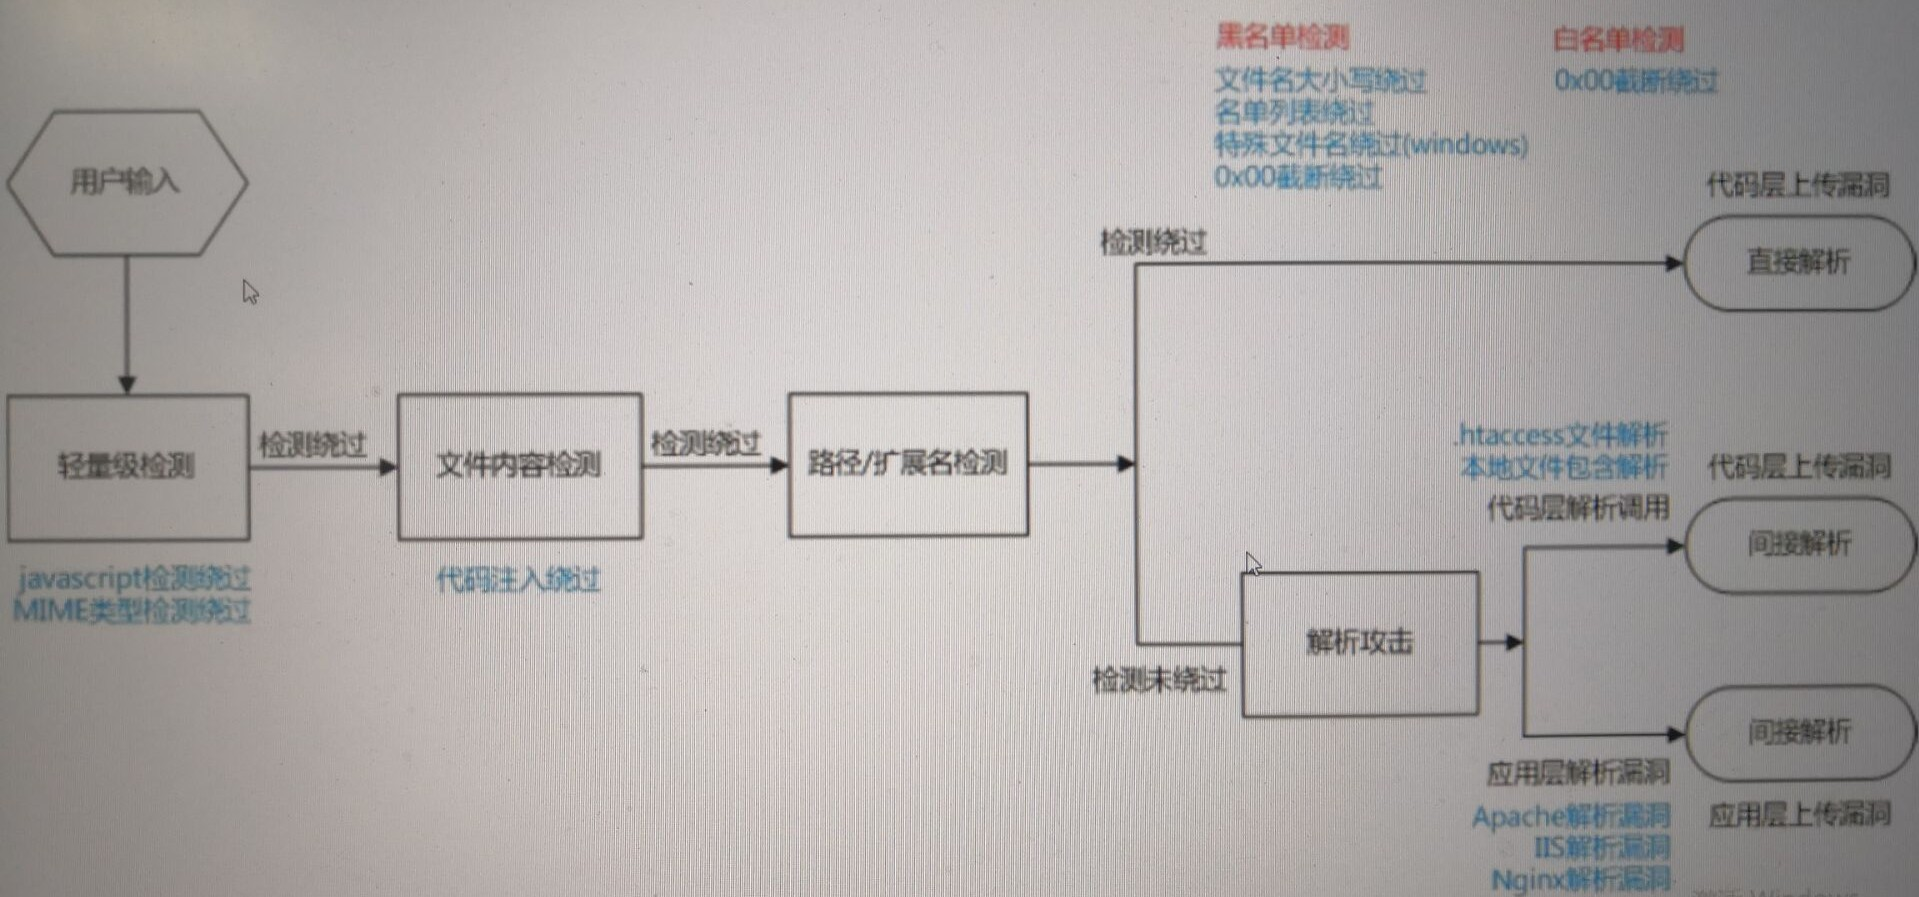 黑名单检测
白名单检测
文件名大小写绕过
0x00截断绕过
名单列表绕过
特殊文件名绕过(windows)
0x00截断绕过
用户输入
代码层上传漏洞
检测绕过
直接解析
轻量级检测
检测绕过
文件内容检测
检测绕过
路径/扩展名检测
.htaccess文件解析
本地文件包含解析
代码层上传漏洞
代码层解析调用
间接解析
javascript检测绕过
MIME类型检测绕过
代码注入绕过
解析攻击
检测未绕过
间接解析
应用层解析漏洞
Apache解析漏洞
应用层上传漏洞
IIS解析漏洞
Nginx解析漏洞
Windows